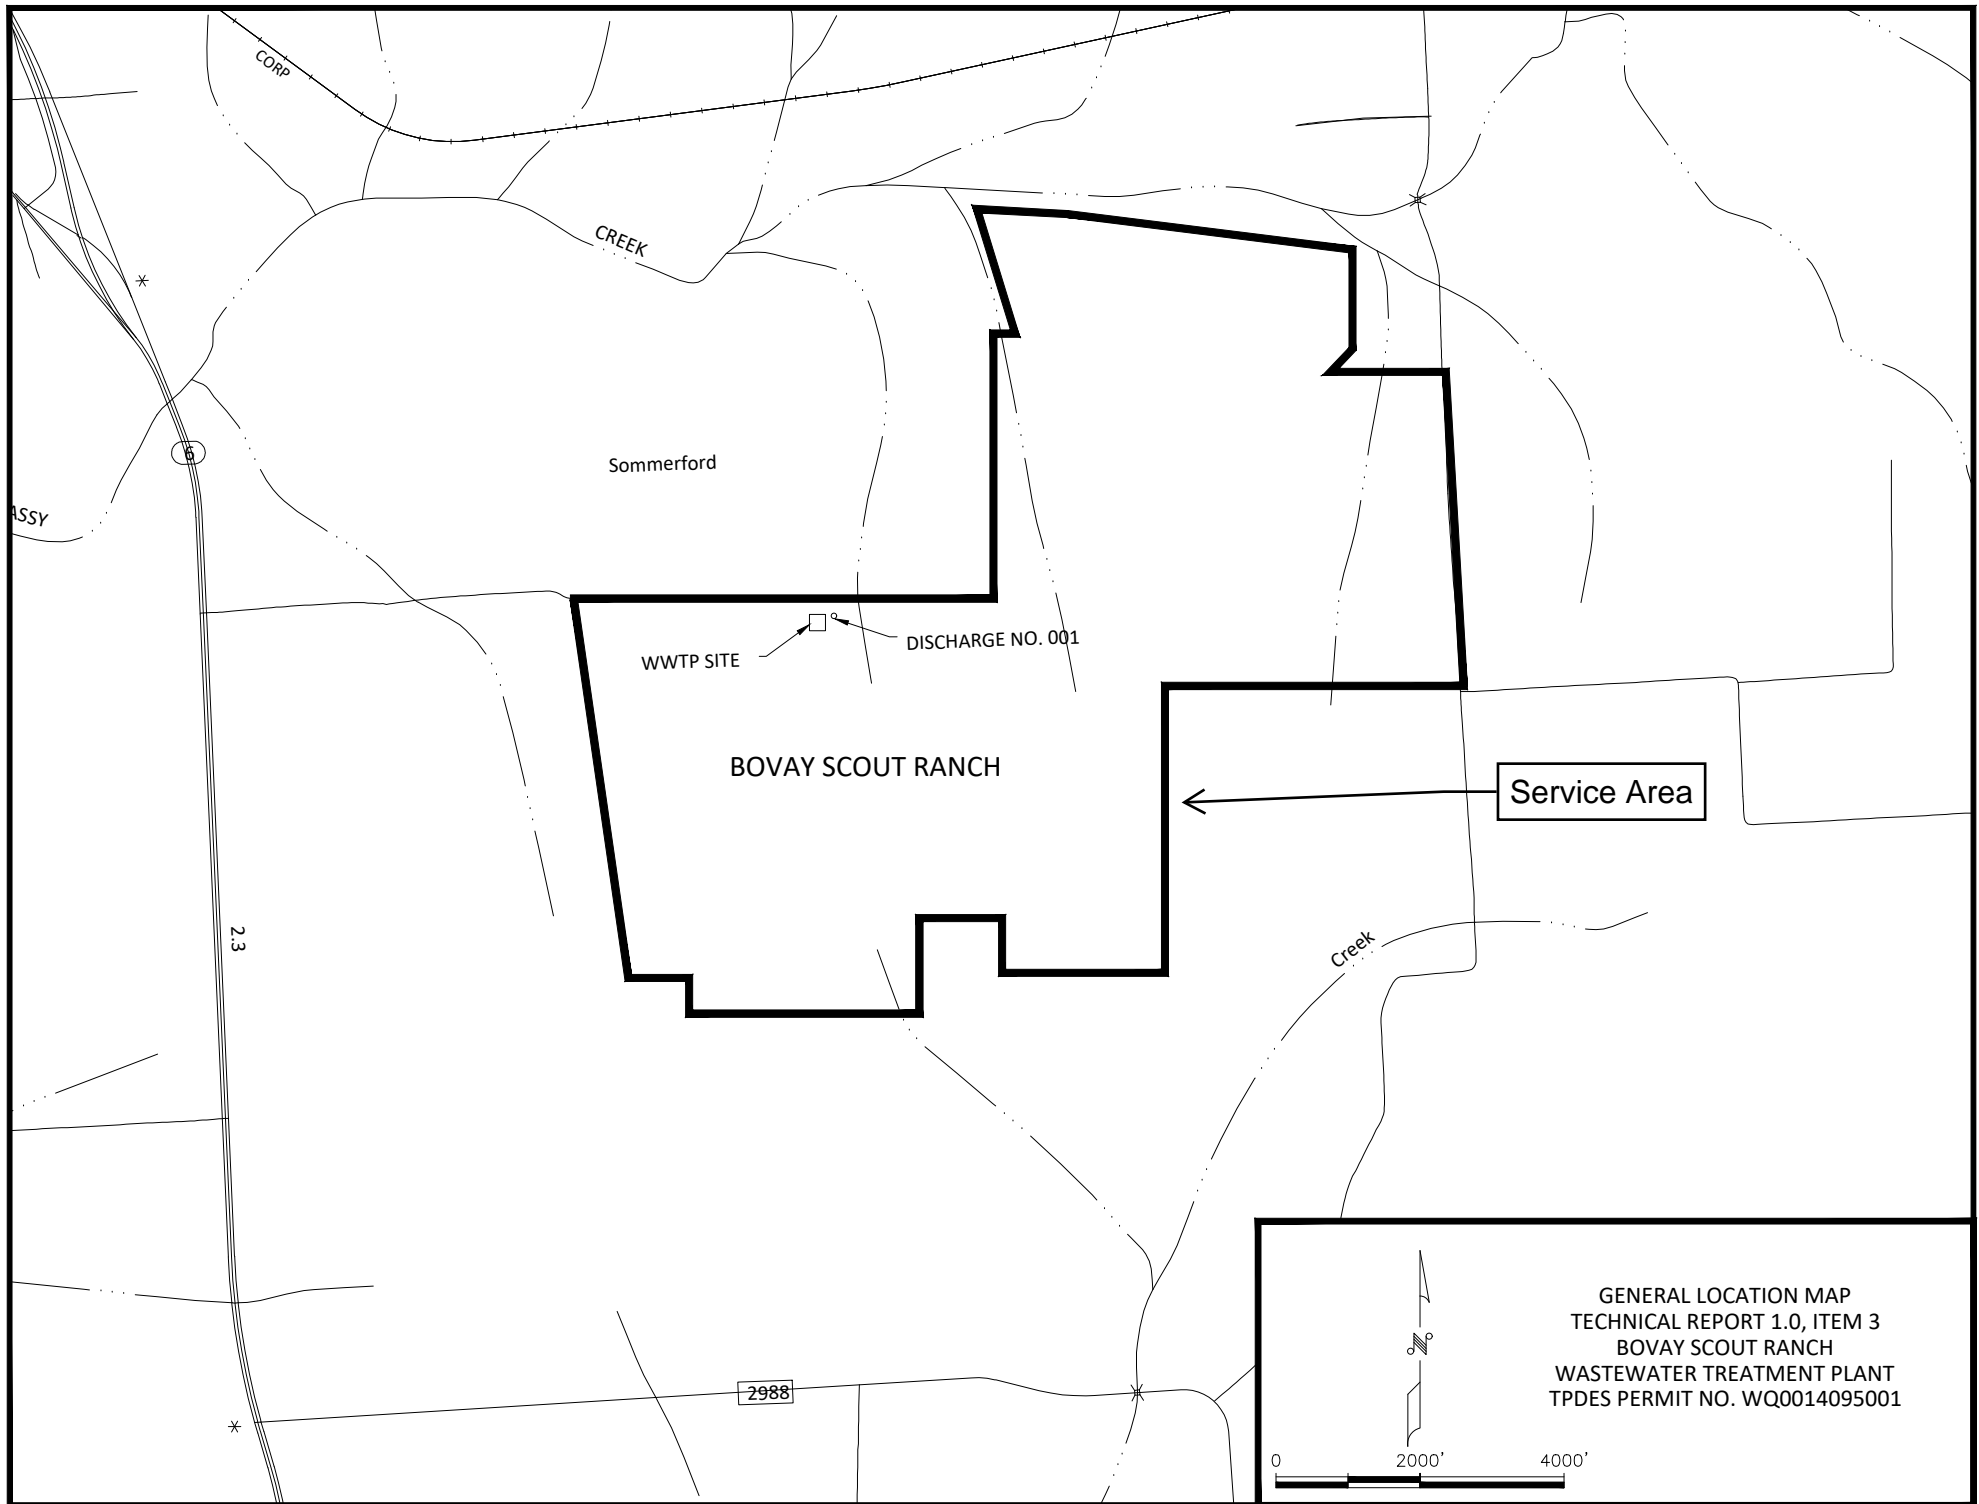 CORP
CREEK
6
Sommerford
ASSY
WWTP SITE
DISCHARGE NO. 001
BOVAY SCOUT RANCH
Service Area
2.3
Creek
2988
N
GENERAL LOCATION MAP
TECHNICAL REPORT 1.0, ITEM 3
BOVAY SCOUT RANCH
WASTEWATER TREATMENT PLANT
TPDES PERMIT NO. WQ0014095001
0 2000' 4000'